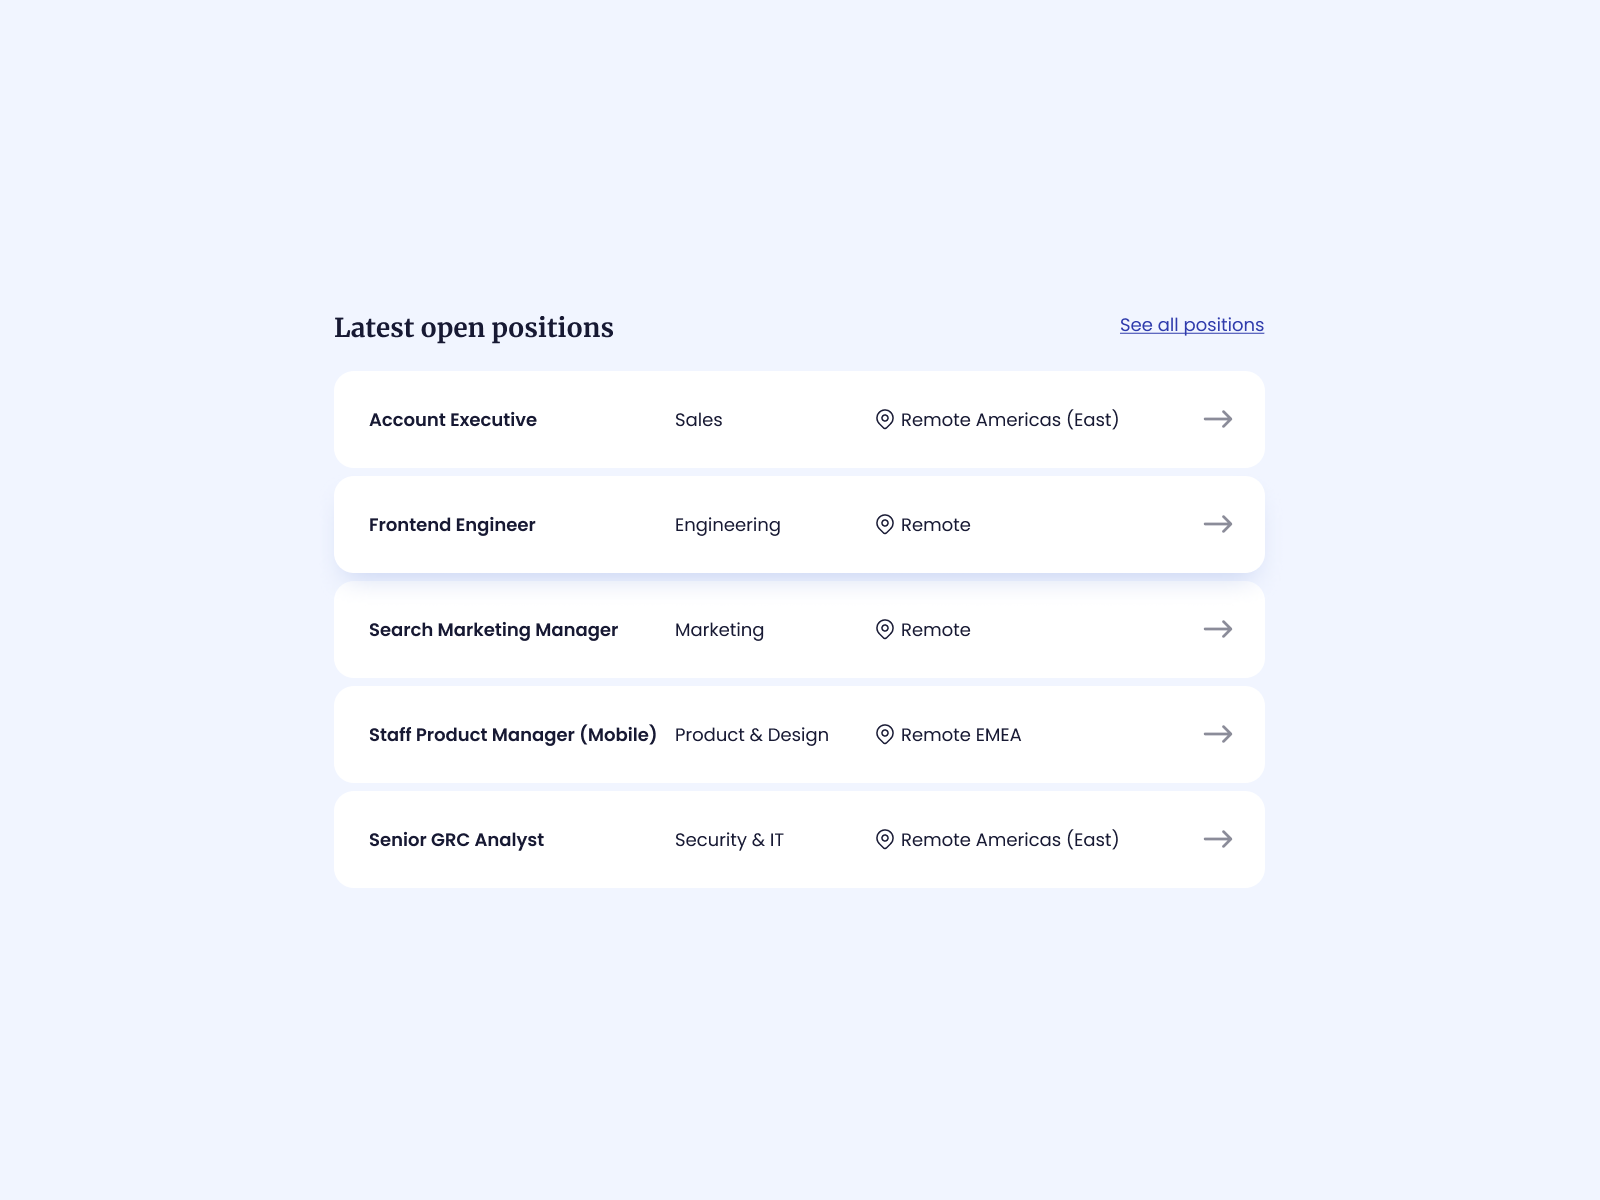 Latest open positions
See all positions
Account Executive Sales Remote Americas (East)
Frontend Engineer Engineering Remote
Search Marketing Manager Marketing Remote
Staff Product Manager (Mobile) Product & Design Remote EMEA
Senior GRC Analyst Security & IT Remote Americas (East)